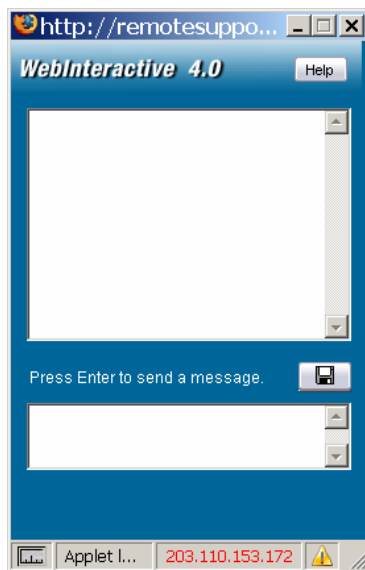 http://remotesuppo...
WebInteractive 4.0
Help
Press Enter to send a message.
Applet l... 203.110.153.172